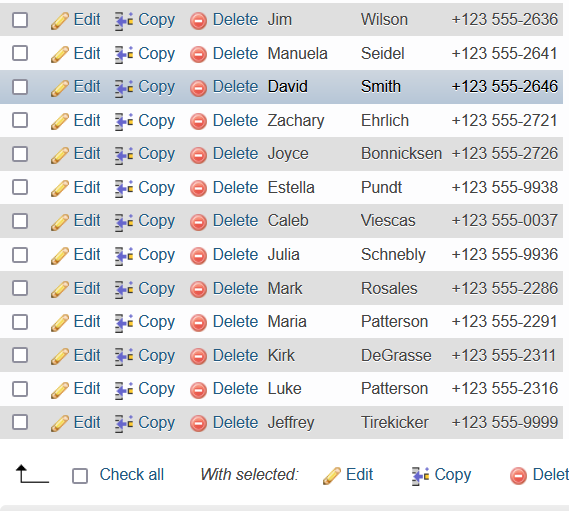 Edit Copy Delete Jim Wilson +123 555-2636
Edit Copy Delete Manuela Seidel +123 555-2641
Edit Copy Delete David Smith +123 555-2646
Edit Copy Delete Zachary Ehrlich +123 555-2721
Edit Copy Delete Joyce Bonnicksen +123 555-2726
Edit Copy Delete Estella Pundt +123 555-9938
Edit Copy Delete Caleb Viescas +123 555-0037
Edit Copy Delete Julia Schnebly +123 555-9936
Edit Copy Delete Mark Rosales +123 555-2286
Edit Copy Delete Maria Patterson +123 555-2291
Edit Copy Delete Kirk DeGrasse +123 555-2311
Edit Copy Delete Luke Patterson +123 555-2316
Edit Copy Delete Jeffrey Tirekicker +123 555-9999
Check all With selected: Edit Copy Delet